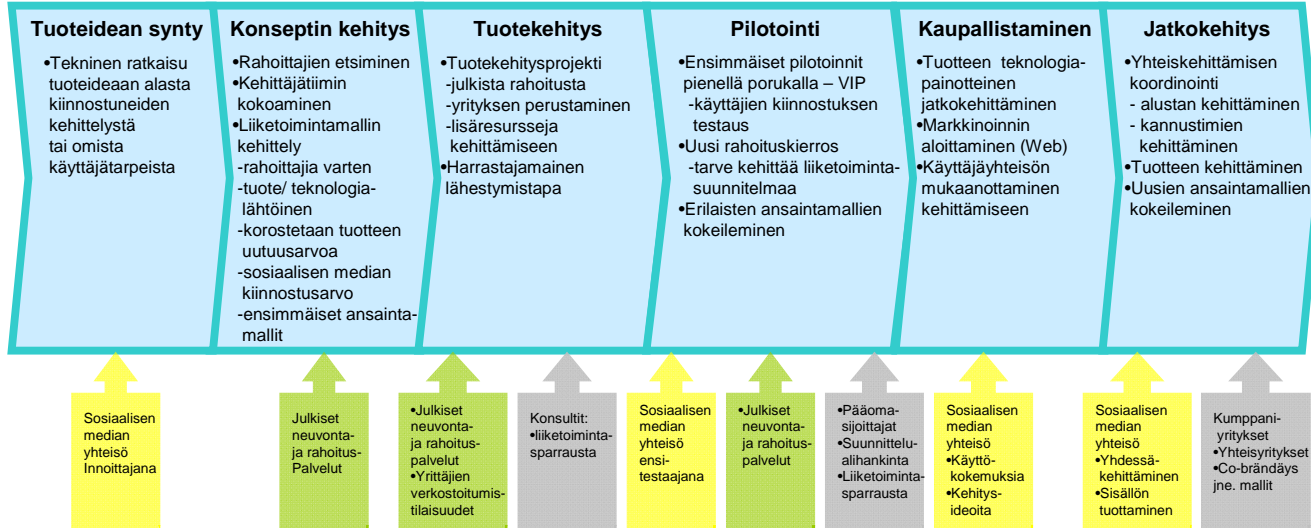 Tuoteidean synty
•Tekninen ratkaisu
tuoteideaan alasta
kiinnostuneiden
kehittelystä
tai omista
käyttäjätarpeista
Konseptin kehitys
•Rahoittajien etsiminen
•Kehittäjätiimin
kokoaminen
•Liiketoimintamallin
kehittely
-rahoittajia varten
-tuote/ teknologia-
lähtöinen
-korostetaan tuotteen
uutuusarvoa
-sosiaalisen median
kiinnostusarvo
-ensimmäiset ansainta-
mallit
Tuotekehitys
•Tuotekehitysprojekti
-julkista rahoitusta
-yrityksen perustaminen
-lisäresursseja
kehittämiseen
•Harrastajamainen
lähestymistapa
Pilotointi
•Ensimmäiset pilotoinnit
pienellä porukalla – VIP
-käyttäjien kiinnostuksen
testaus
•Uusi rahoituskierros
-tarve kehittää liiketoiminta-
suunnitelmaa
•Erilaisten ansaintamallien
kokeileminen
Kaupallistaminen
•Tuotteen teknologia-
painotteinen
jatkokehittäminen
•Markkinoinnin
aloittaminen (Web)
•Käyttäjäyhteisön
mukaanottaminen
kehittämiseen
Jatkokehitys
•Yhteiskehittämisen
koordinointi
- alustan kehittäminen
- kannustimien
kehittäminen
•Tuotteen kehittäminen
•Uusien ansaintamallien
kokeileminen
Sosiaalisen
median
yhteisö
Innoittajana
Julkiset
neuvonta-
ja rahoitus-
Palvelut
•Julkiset
neuvonta-
ja rahoitus-
palvelut
•Yrittäjien
verkostoitumis-
tilaisuudet
Konsultit:
•liiketoiminta-
sparrausta
Sosiaalisen
median
yhteisö
ensi-
testaajana
•Julkiset
neuvonta-
ja rahoitus-
palvelut
•Pääoma-
sijoittajat
•Suunnittelu-
alihankinta
•Liiketoiminta-
sparrausta
Sosiaalisen
median
yhteisö
•Käyttö-
kokemuksia
•Kehitys-
ideoita
Sosiaalisen
median
yhteisö
•Yhdessä-
kehittäminen
•Sisällön
tuottaminen
Kumppani-
yritykset
•Yhteisyritykset
•Co-brändäys
jne. mallit